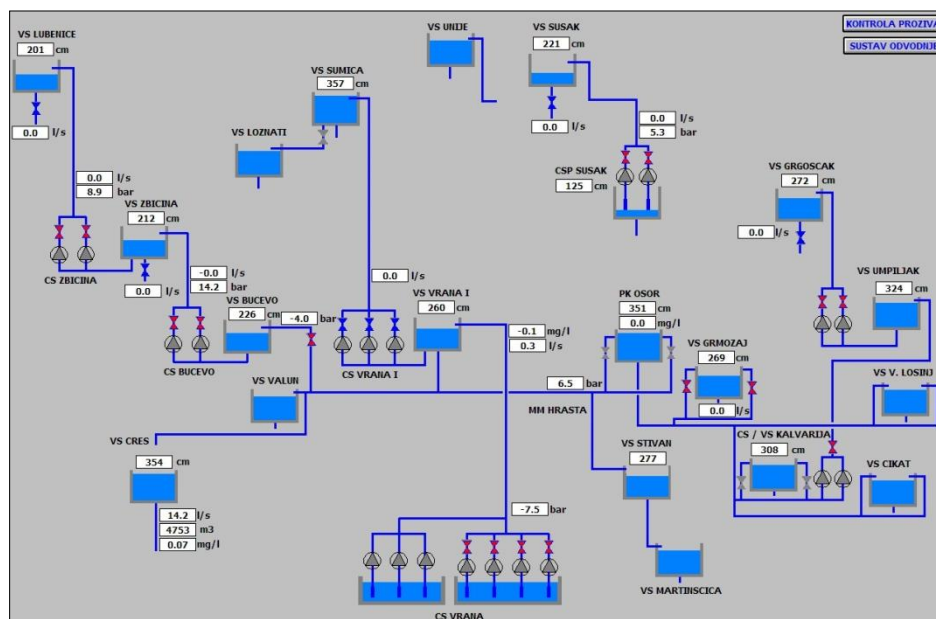 KONTROLA PROZIVA
SUSTAV ODVODNJE
VS LUBENICE
201 cm
0.0 l/s
0.0 l/s
8.9 bar
VS ZBICINA
212 cm
CS ZBICINA
0.0 l/s
-0.0 l/s
14.2 bar
VS BUCEVO
226 cm
-4.0 bar
CS BUCEVO
VS SUMICA
357 cm
VS LOZNATI
0.0 l/s
VS VRANA I
260 cm
CS VRANA I
-0.1 mg/l
0.3 l/s
VS UNIJE
VS SUSAK
221 cm
0.0 l/s
0.0 l/s
5.3 bar
CSP SUSAK
125 cm
VS GRGOSCAK
272 cm
0.0 l/s
VS UMPILJAK
324 cm
PK OSOR
351 cm
0.0 mg/l
VS GRMOZAJ
269 cm
0.0 l/s
6.5 bar
MM HRASTA
VS V. LOSINJ
VS VALUN
VS CRES
354 cm
14.2 l/s
4753 m3
0.07 mg/l
VS STIVAN
277
CS / VS KALVARIJA
308 cm
VS CIKAT
-7.5 bar
CS VRANA
VS MARTINSCICA